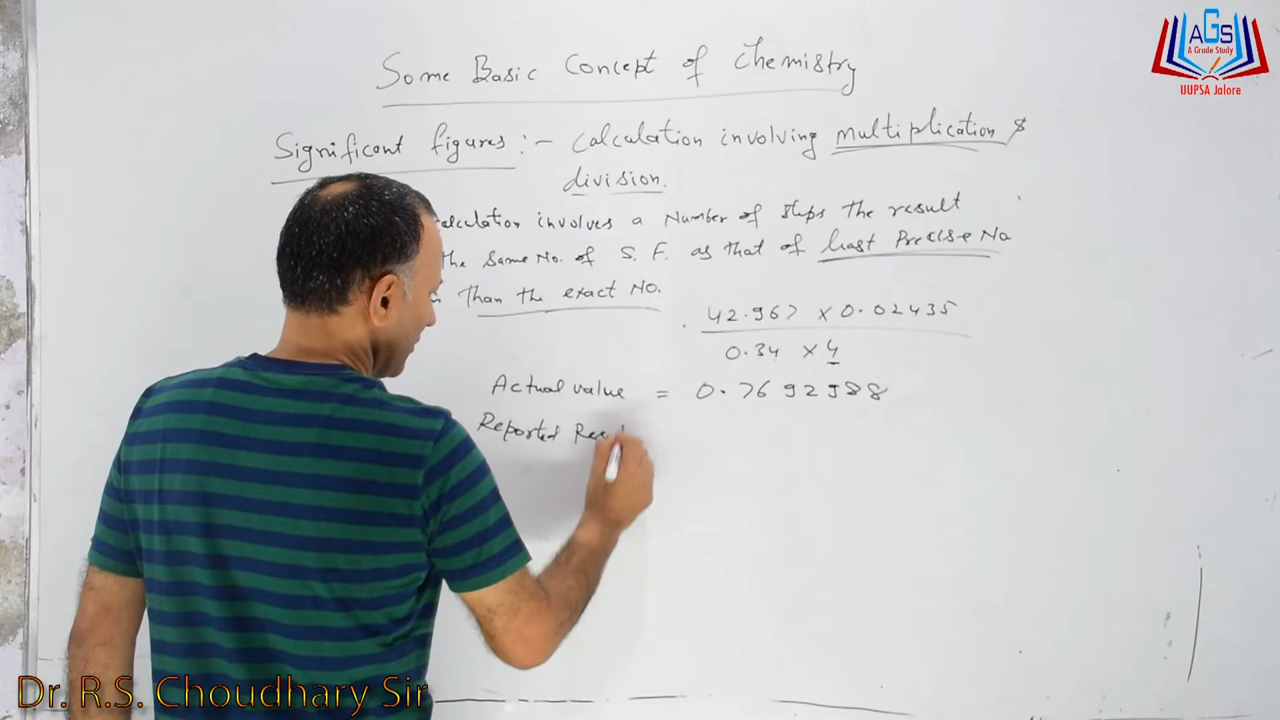 AGS
A Grade Study
UUPSA Jalore
Some Basic Concept of Chemistry
Significant figures :- Calculation involving multiplication &
division.
calculation involves a Number of steps the result
the same No. of S. F. as that of least Precise No
than the exact No.
42.967 x 0.02435
0.34 x 4
Actual value = 0.7692988
Reported
Dr. R.S. Choudhary Sir